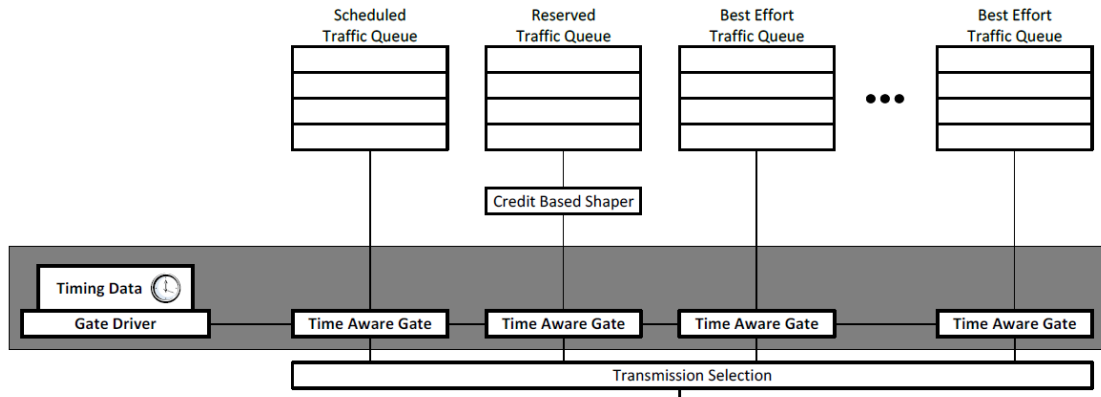 Scheduled
Traffic Queue
Reserved
Traffic Queue
Best Effort
Traffic Queue
Best Effort
Traffic Queue
Credit Based Shaper
Timing Data
Gate Driver
Time Aware Gate
Time Aware Gate
Time Aware Gate
Time Aware Gate
Transmission Selection